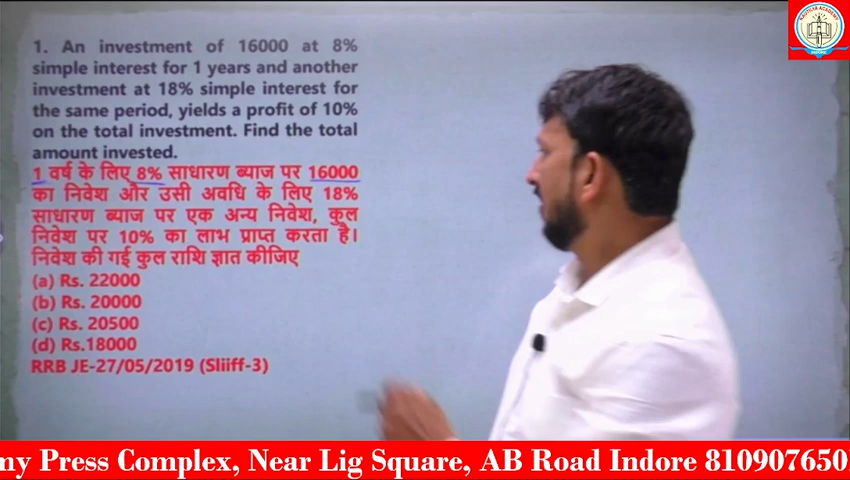 1. An investment of 16000 at 8%
simple interest for 1 years and another
investment at 18% simple interest for
the same period, yields a profit of 10%
on the total investment. Find the total
amount invested.
1 वर्ष के लिए 8% साधारण ब्याज पर 16000
का निवेश और उसी अवधि के लिए 18%
साधारण ब्याज पर एक अन्य निवेश, कुल
निवेश पर 10% का लाभ प्राप्त करता है।
निवेश की गई कुल राशि ज्ञात कीजिए
(a) Rs. 22000
(b) Rs. 20000
(c) Rs. 20500
(d) Rs.18000
RRB JE-27/05/2019 (Sliiff-3)
KAUTILYA ACADEMY
my Press Complex, Near Lig Square, AB Road Indore 810907650